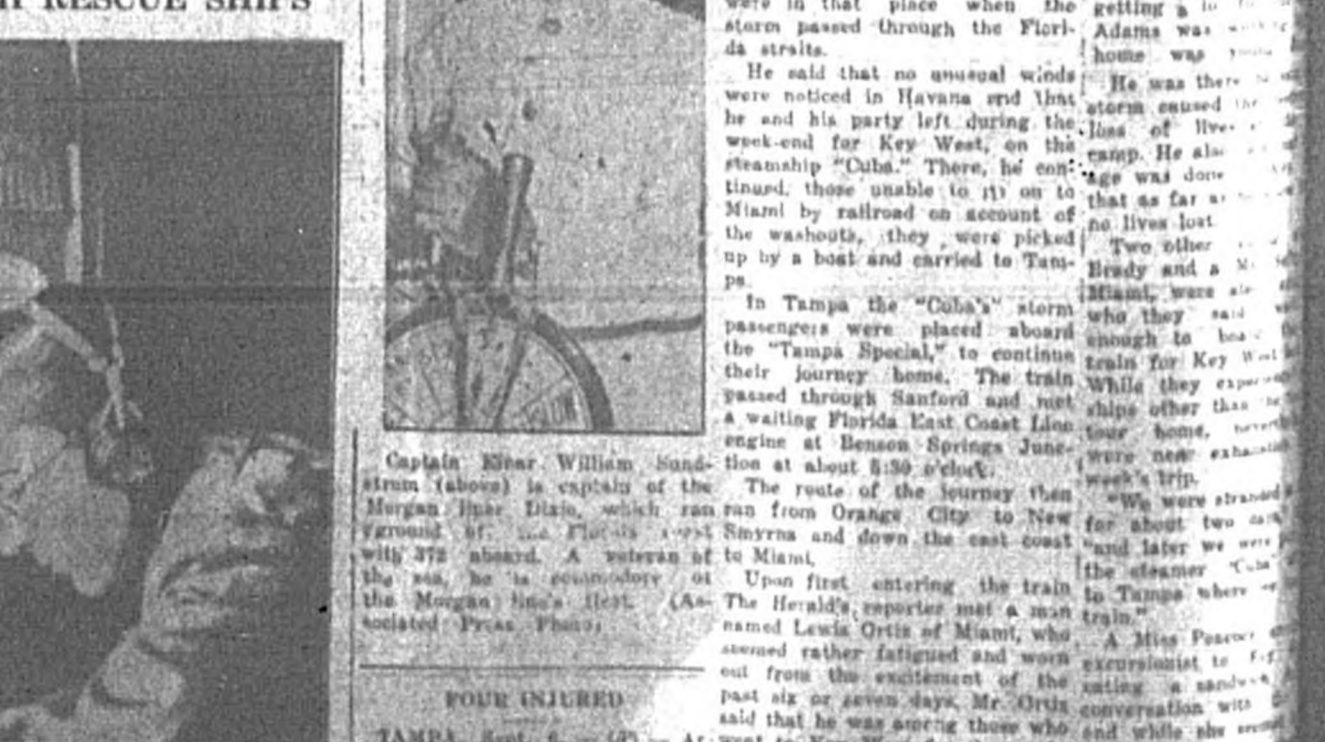 RESCUE SHIPS
Captain Einar William Sund-
strum (above) is captain of the
Morgan liner Dixie, which ran
with 372 aboard. A veteran of
the sea, he is commodore of
the Morgan line's fleet. (As-
sociated Press Photo)
FOUR INJURED
TAMPA, Sept. 6.
were in that place when the
storm passed through the Flori-
da straits.
He said that no unusual winds
were noticed in Havana and that
he and his party left during the
week-end for Key West, on the
steamship "Cuba." There, he con-
tinued, those unable to go on to
Miami by railroad on account of
the washouts, they were picked
up by a boat and carried to Tam-
pa.
In Tampa the "Cuba's" storm
passengers were placed aboard
the "Tampa Special," to continue
their journey home. The train
passed through Sanford and met
a waiting Florida East Coast Line
engine at Benson Springs Junc-
tion at about 5:30 o'clock.
The route of the journey then
ran from Orange City to New
Smyrna and down the east coast
to Miami.
Upon first entering the train
The Herald's reporter met a man
named Lewis Ortis of Miami, who
seemed rather fatigued and worn
out from the excitement of the
past six or seven days. Mr. Ortis
said that he was among those who
getting a
Adams was
home was
He was there
storm caused the
loss of lives
camp. He also
age was done
that as far as
no lives lost
Two other
Brady and a
Miami, were
who they said
enough to
train for Key West
While they
ships other than
tour home,
were near
week's trip.
"We were stranded
for about two
"and later we were
the steamer "Cuba"
to Tampa where
train."
A Miss
excursionist to
eating a
conversation with
and while she